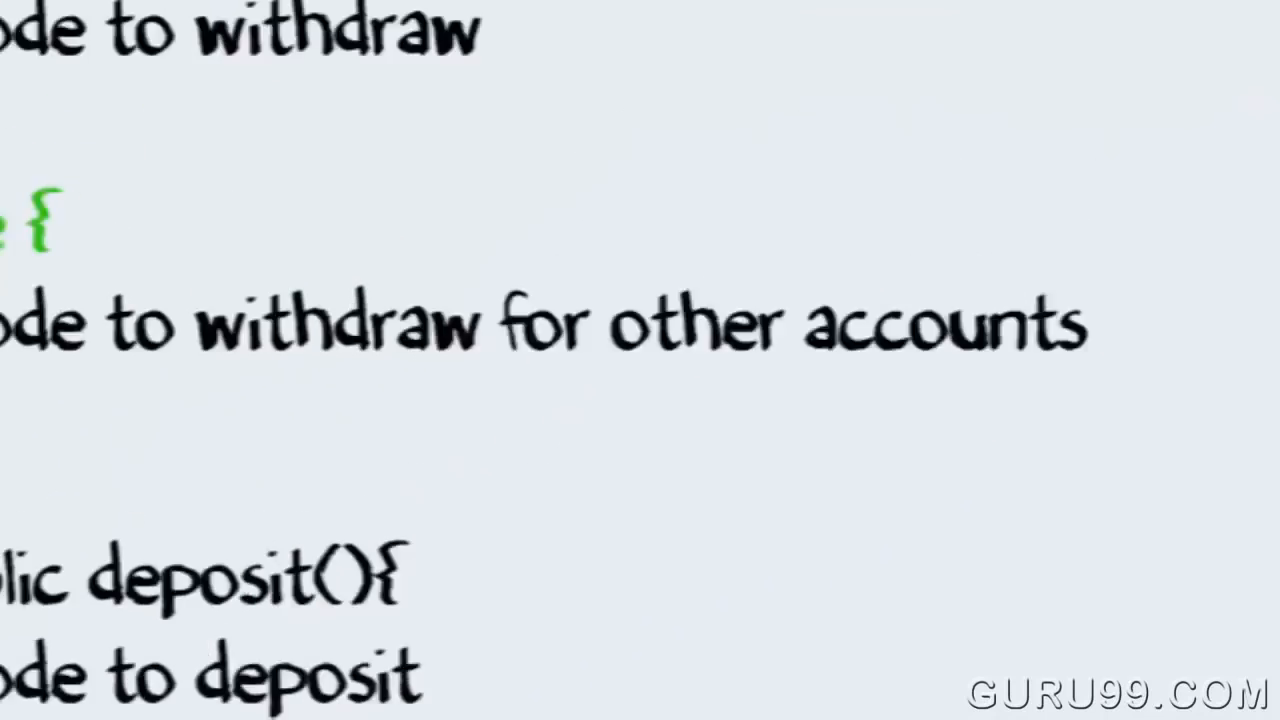 ode to withdraw
e {
ode to withdraw for other accounts
lic deposit(){
ode to deposit
GURU99.COM